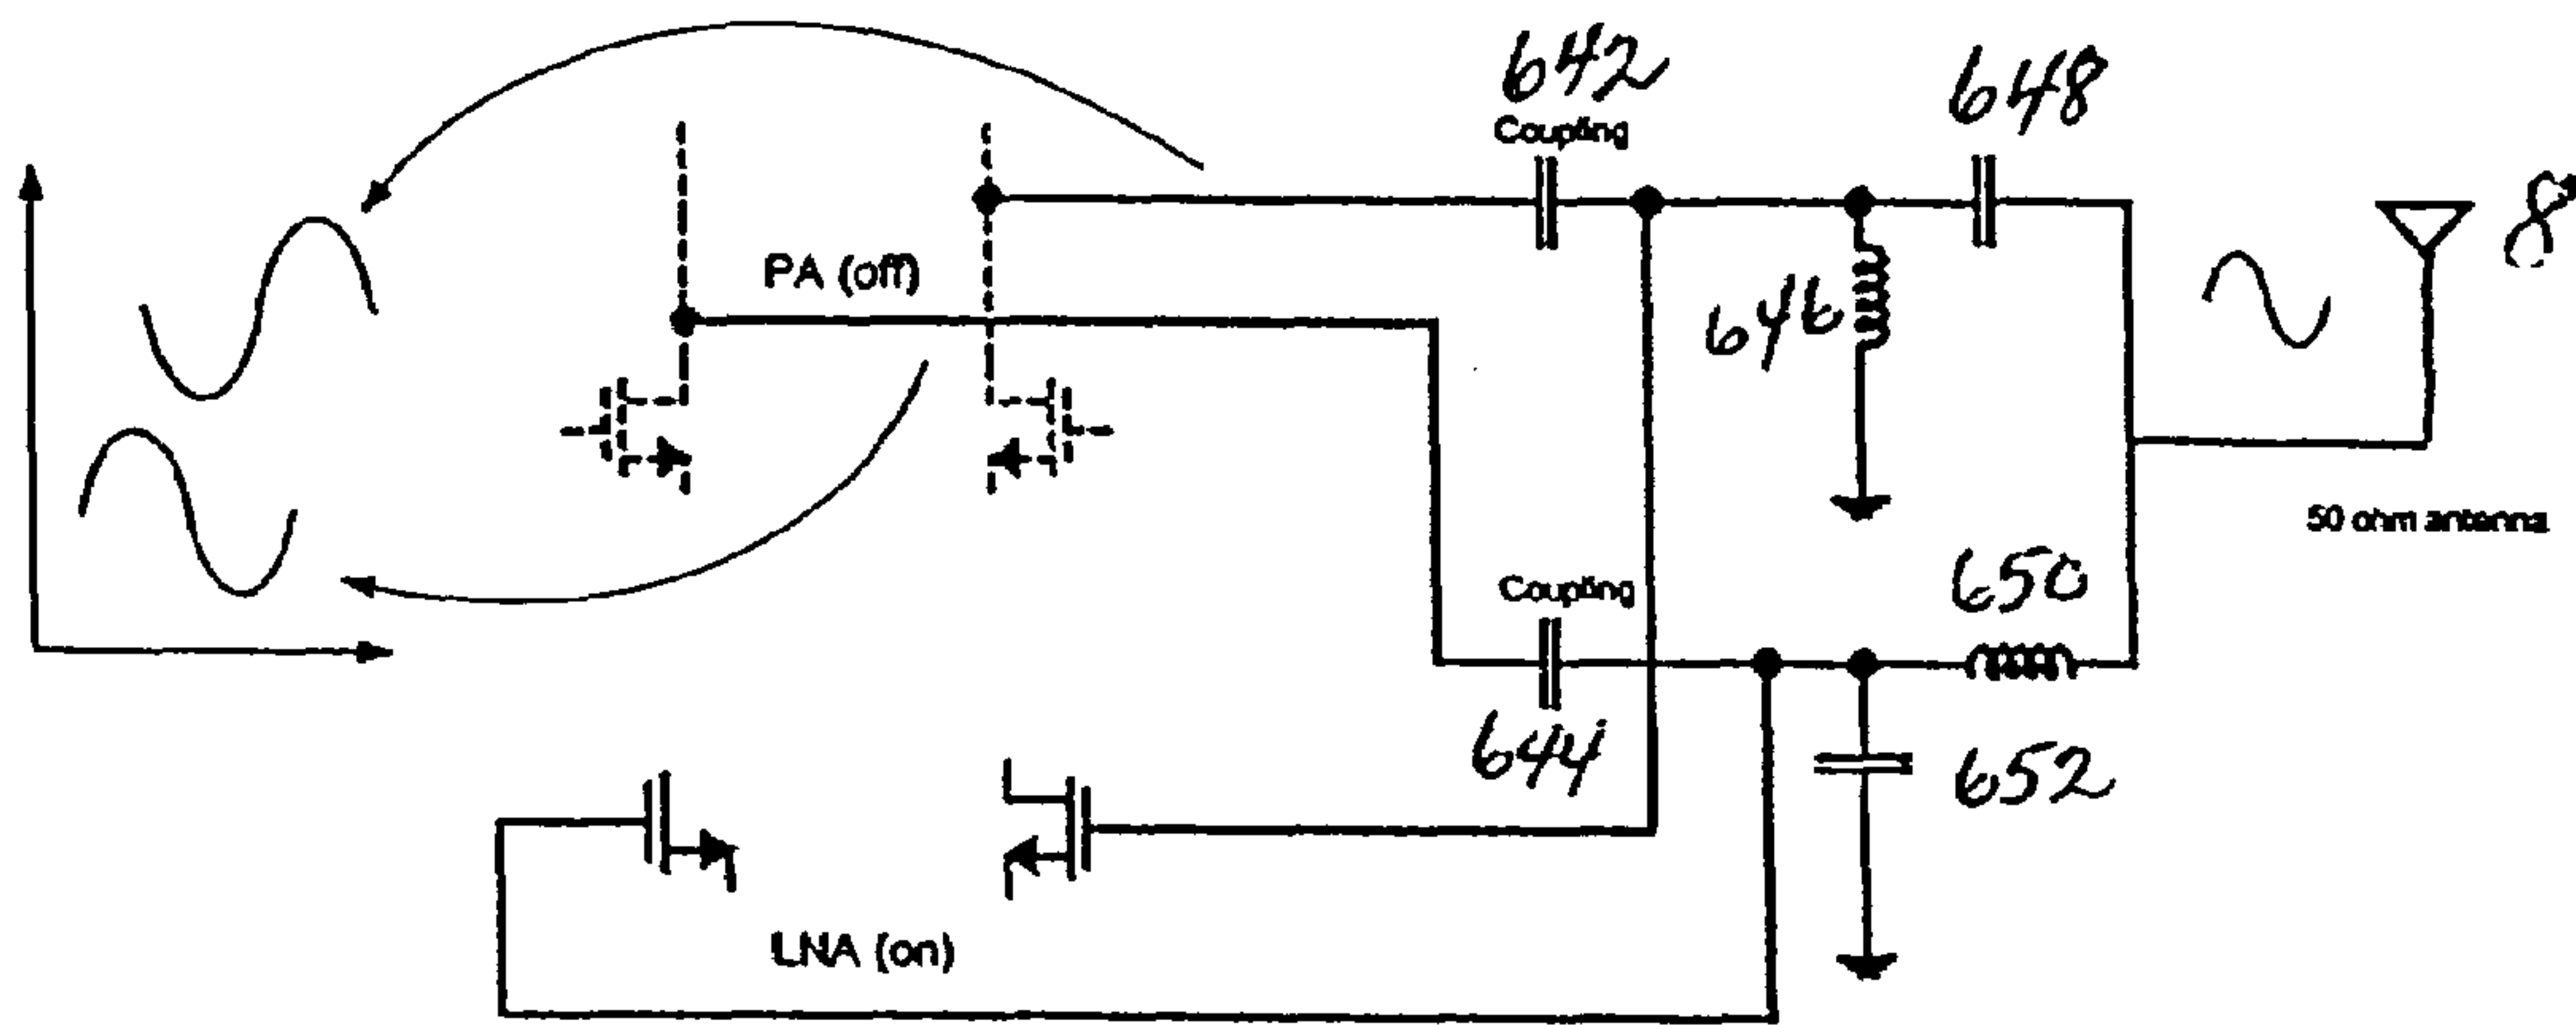 642
Coupling
648
8
PA (off)
646
50 ohm antenna
Coupling
650
644
652
LNA (on)